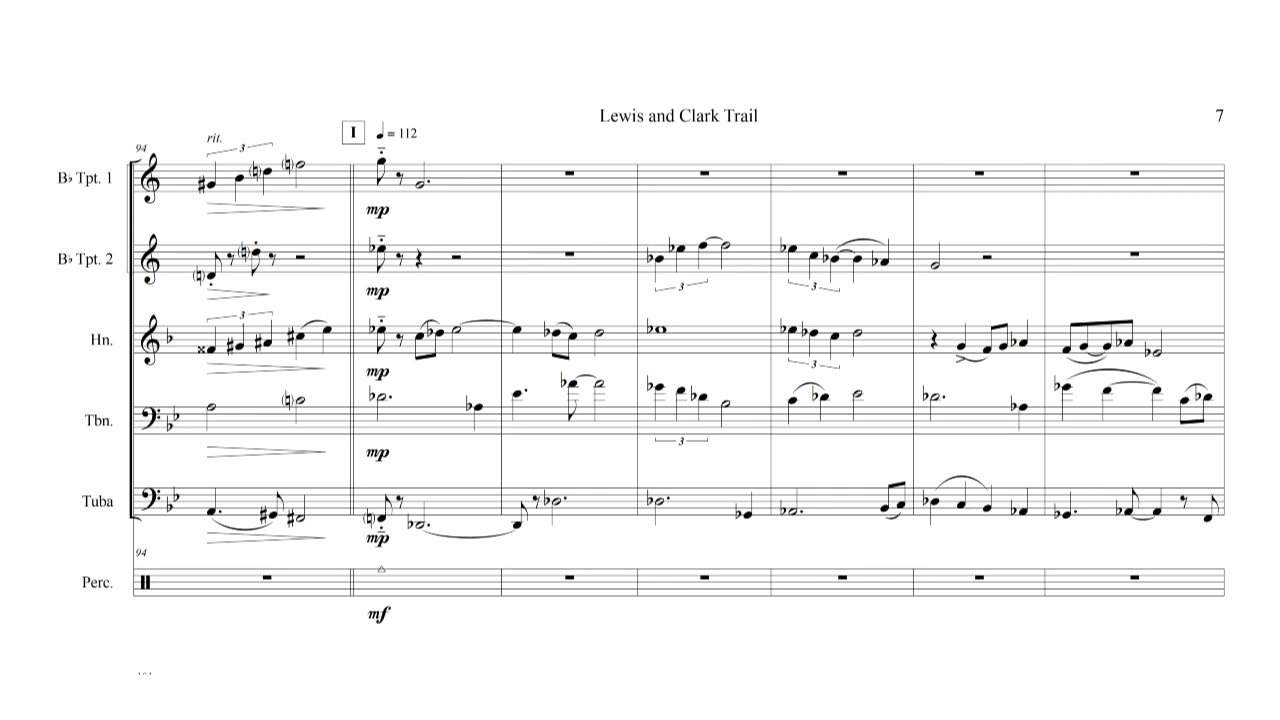 Lewis and Clark Trail 7
rit.
I ♩= 112
94
3
B♭ Tpt. 1
mp
B♭ Tpt. 2
3 3
mp
3
Hn.
3
mp
Tbn.
3
mp
Tuba
mp
94
Perc.
mf